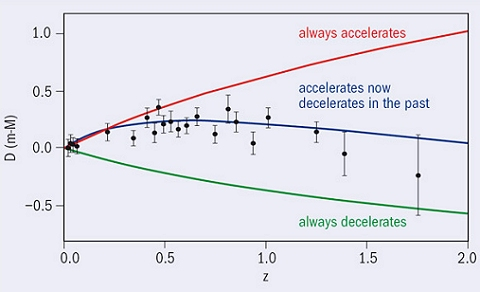 1.0
always accelerates
accelerates now
decelerates in the past
0.5
D (m-M)
0.0
−0.5
always decelerates
0.0 0.5 1.0 1.5 2.0
z